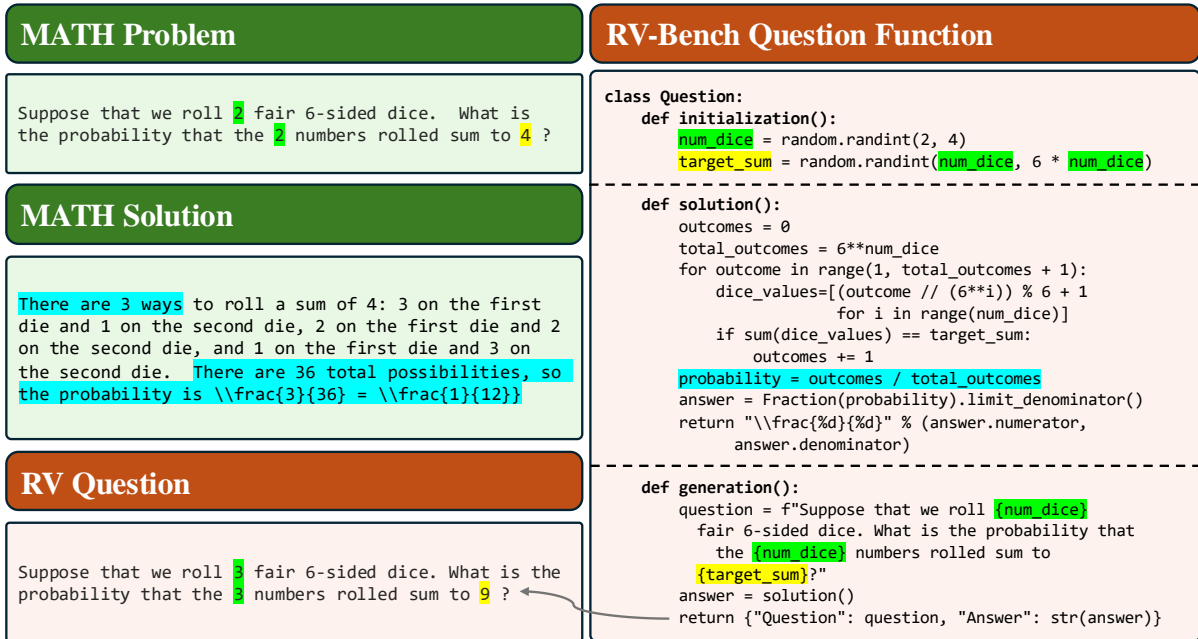 MATH Problem
Suppose that we roll 2 fair 6-sided dice. What is
the probability that the 2 numbers rolled sum to 4 ?
MATH Solution
There are 3 ways to roll a sum of 4: 3 on the first
die and 1 on the second die, 2 on the first die and 2
on the second die, and 1 on the first die and 3 on
the second die. There are 36 total possibilities, so
the probability is \\frac{3}{36} = \\frac{1}{12}}
RV Question
Suppose that we roll 3 fair 6-sided dice. What is the
probability that the 3 numbers rolled sum to 9 ?
RV-Bench Question Function
class Question:
def initialization():
num_dice = random.randint(2, 4)
target_sum = random.randint(num_dice, 6 * num_dice)
def solution():
outcomes = 0
total_outcomes = 6**num_dice
for outcome in range(1, total_outcomes + 1):
dice_values=[(outcome // (6**i)) % 6 + 1
for i in range(num_dice)]
if sum(dice_values) == target_sum:
outcomes += 1
probability = outcomes / total_outcomes
answer = Fraction(probability).limit_denominator()
return "\\frac{%d}{%d}" % (answer.numerator,
answer.denominator)
def generation():
question = f"Suppose that we roll {num_dice}
fair 6-sided dice. What is the probability that
the {num_dice} numbers rolled sum to
{target_sum}?"
answer = solution()
return {"Question": question, "Answer": str(answer)}